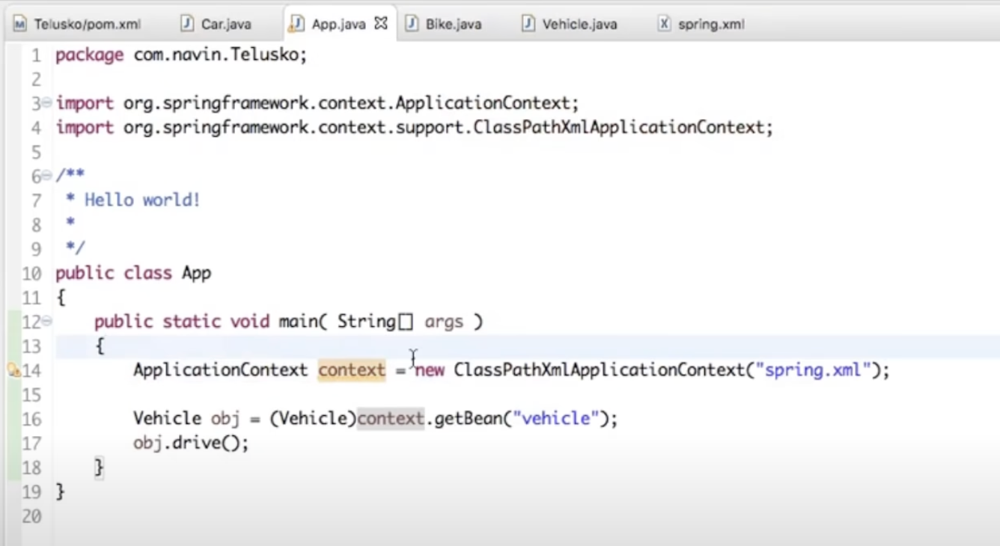 Telusko/pom.xml Car.java App.java Bike.java Vehicle.java spring.xml
1 package com.navin.Telusko;
2
3 import org.springframework.context.ApplicationContext;
4 import org.springframework.context.support.ClassPathXmlApplicationContext;
5
6 /**
7  * Hello world!
8  *
9  */
10 public class App
11 {
12     public static void main( String[] args )
13     {
14         ApplicationContext context = new ClassPathXmlApplicationContext("spring.xml");
15
16         Vehicle obj = (Vehicle)context.getBean("vehicle");
17         obj.drive();
18     }
19 }
20